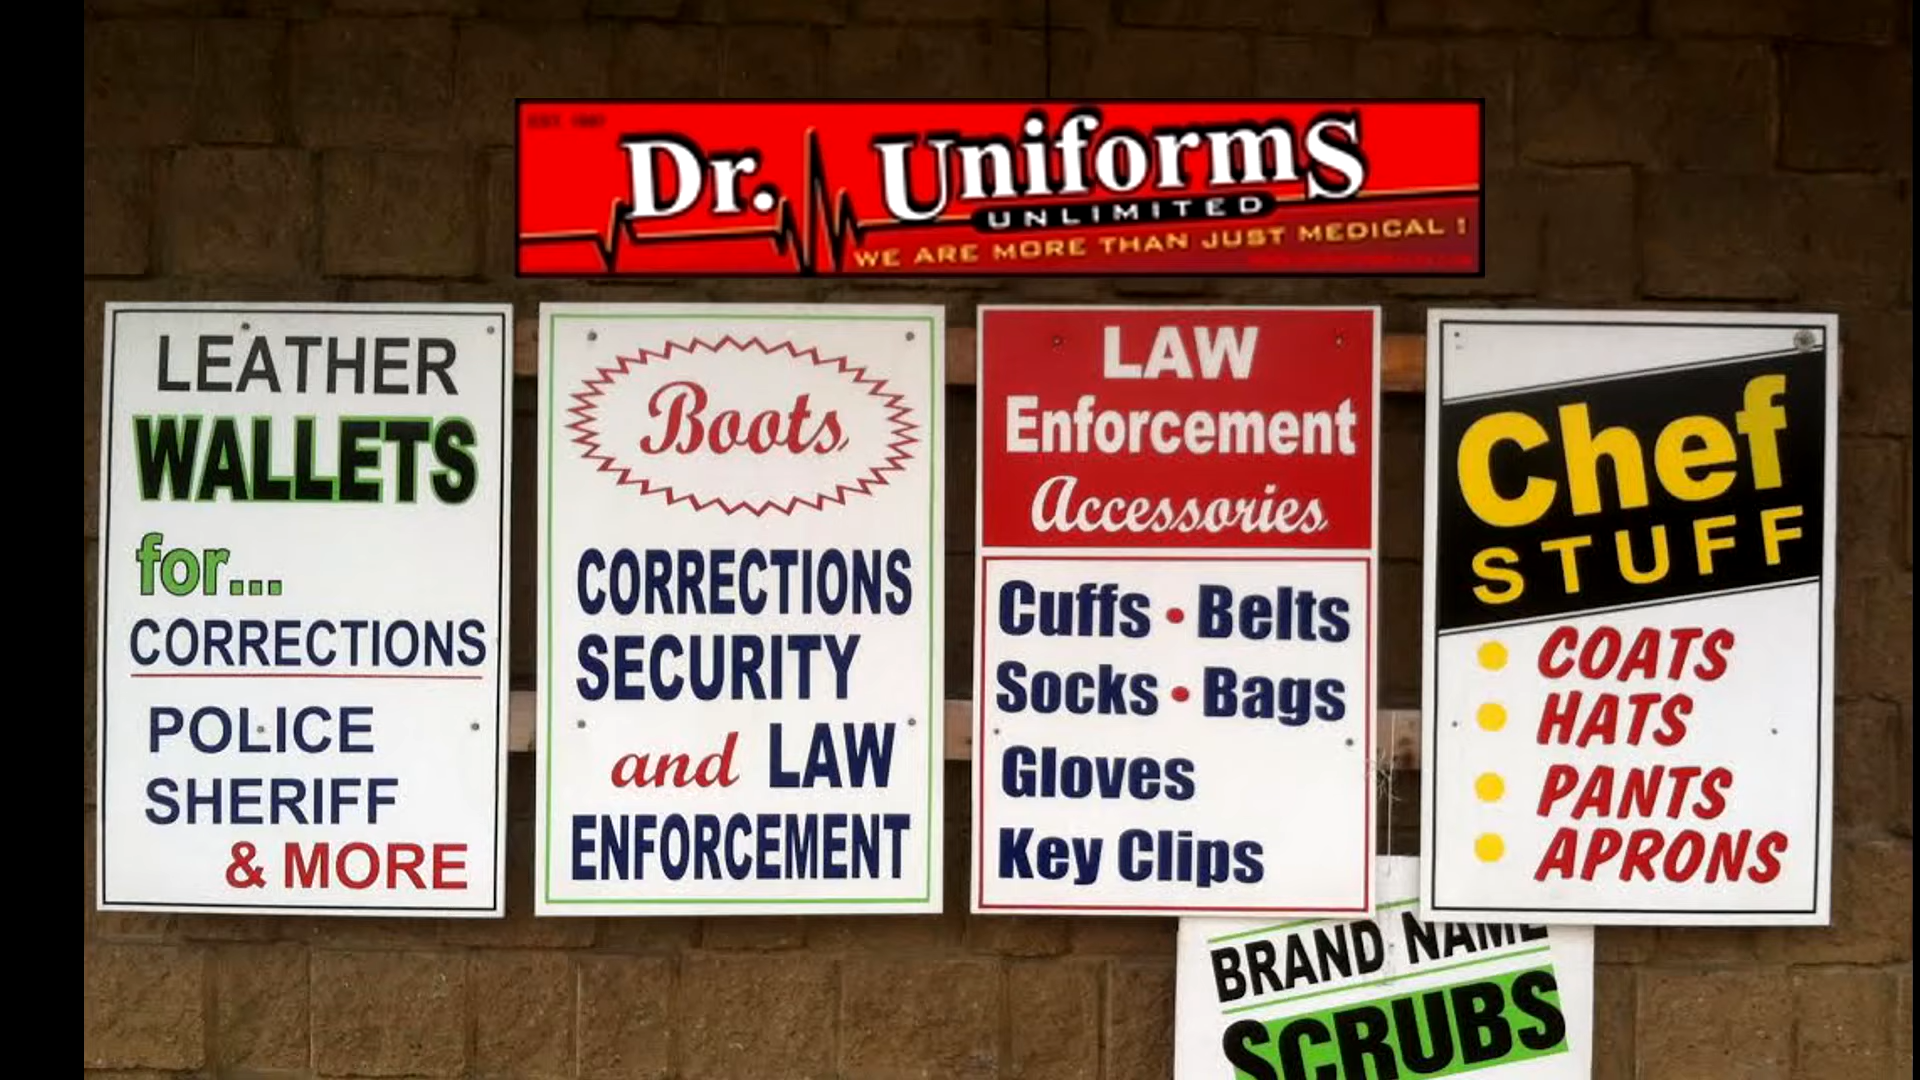 Dr. Uniforms
UNLIMITED
WE ARE MORE THAN JUST MEDICAL !
LEATHER
WALLETS
for...
CORRECTIONS
POLICE
SHERIFF
& MORE
Boots
CORRECTIONS
SECURITY
and LAW
ENFORCEMENT
LAW
Enforcement
Accessories
Cuffs • Belts
Socks • Bags
Gloves
Key Clips
Chef
STUFF
COATS
HATS
PANTS
APRONS
BRAND NAME
SCRUBS